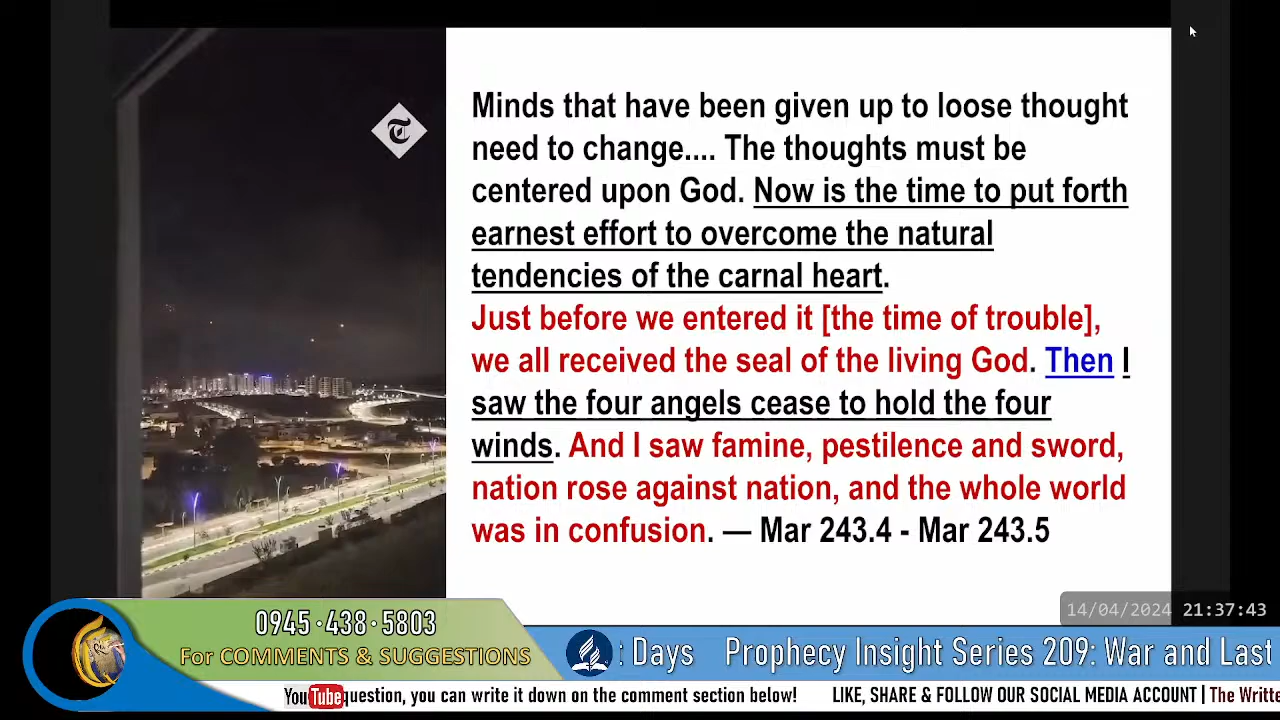 Minds that have been given up to loose thought
need to change.... The thoughts must be
centered upon God. Now is the time to put forth
earnest effort to overcome the natural
tendencies of the carnal heart.
Just before we entered it [the time of trouble],
we all received the seal of the living God. Then I
saw the four angels cease to hold the four
winds. And I saw famine, pestilence and sword,
nation rose against nation, and the whole world
was in confusion. — Mar 243.4 - Mar 243.5
14/04/2024 21:37:43
0945·438·5803
For COMMENTS & SUGGESTIONS
: Days Prophecy Insight Series 209: War and Last
YouTube question, you can write it down on the comment section below! LIKE, SHARE & FOLLOW OUR SOCIAL MEDIA ACCOUNT | The Writte